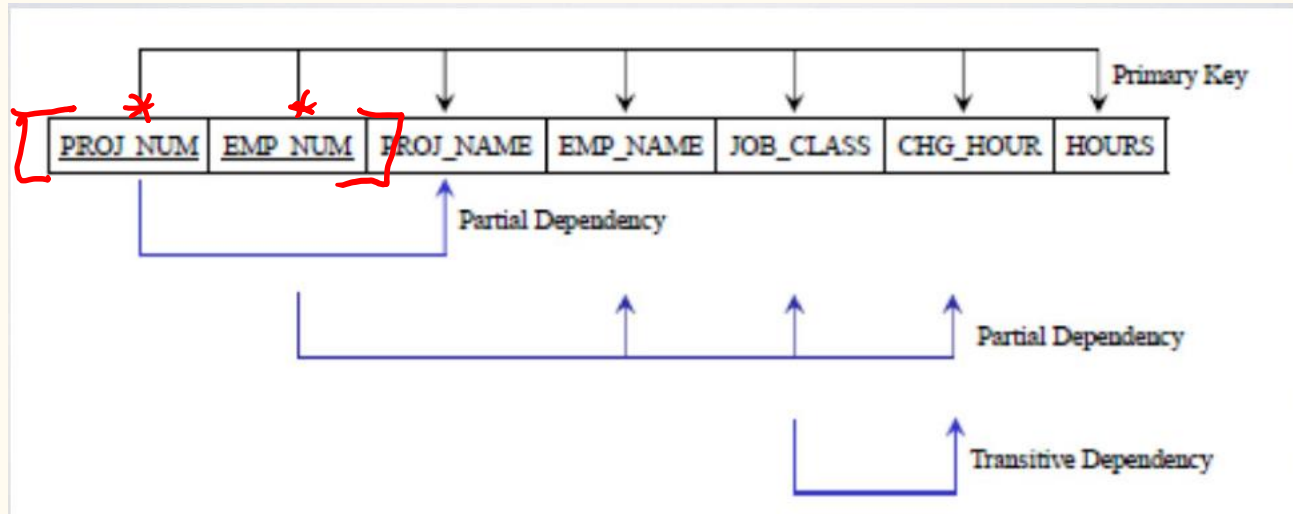 Primary Key
PROJ_NUM EMP_NUM PROJ_NAME EMP_NAME JOB_CLASS CHG_HOUR HOURS
Partial Dependency
Partial Dependency
Transitive Dependency